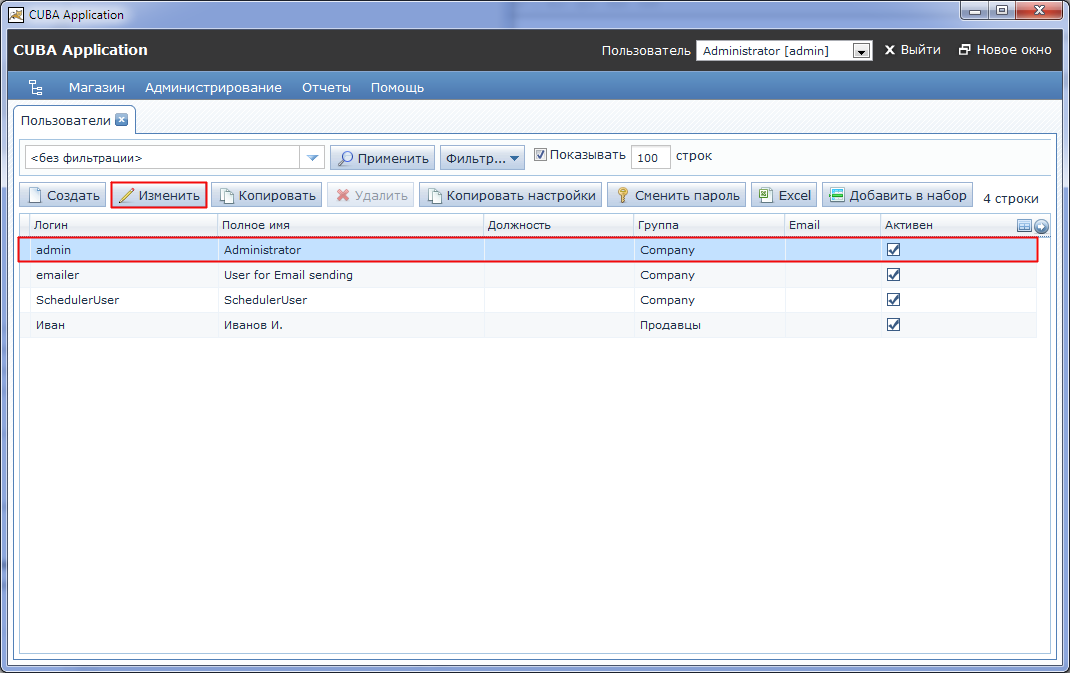 CUBA Application
CUBA Application Пользователь Administrator [admin] Выйти Новое окно
Магазин Администрирование Отчеты Помощь
Пользователи
<без фильтрации> Применить Фильтр... Показывать 100 строк
Создать Изменить Копировать Удалить Копировать настройки Сменить пароль Excel Добавить в набор 4 строки
Логин Полное имя Должность Группа Email Активен
admin Administrator Company
emailer User for Email sending Company
SchedulerUser SchedulerUser Company
Иван Иванов И. Продавцы